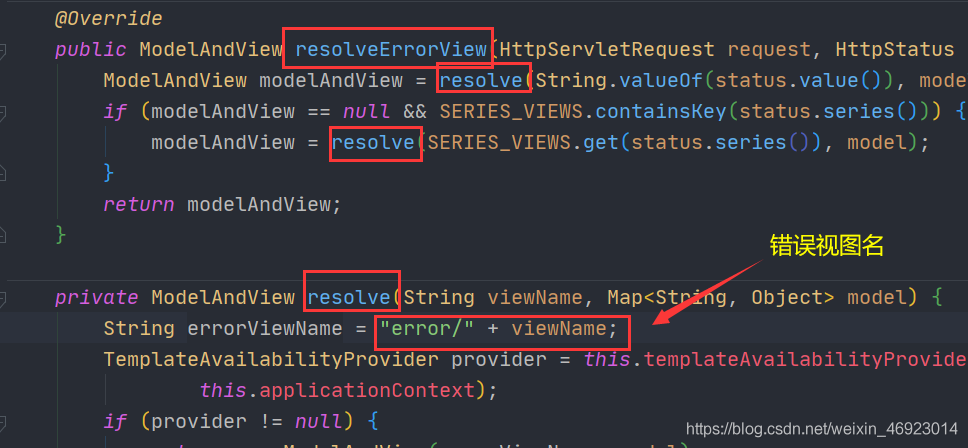 @Override
public ModelAndView resolveErrorView(HttpServletRequest request, HttpStatus
ModelAndView modelAndView = resolve(String.valueOf(status.value()), mode
if (modelAndView == null && SERIES_VIEWS.containsKey(status.series())) {
modelAndView = resolve(SERIES_VIEWS.get(status.series()), model);
}
return modelAndView;
}
错误视图名
private ModelAndView resolve(String viewName, Map<String, Object> model) {
String errorViewName = "error/" + viewName;
TemplateAvailabilityProvider provider = this.templateAvailabilityProvide
this.applicationContext);
if (provider != null) {
https://blog.csdn.net/weixin_46923014